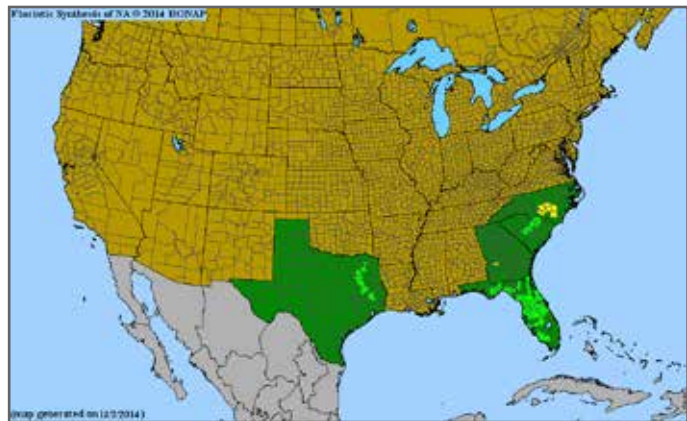 Floristic Synthesis of NA © 2014 BONAP
(map generated on 12/2/2014)